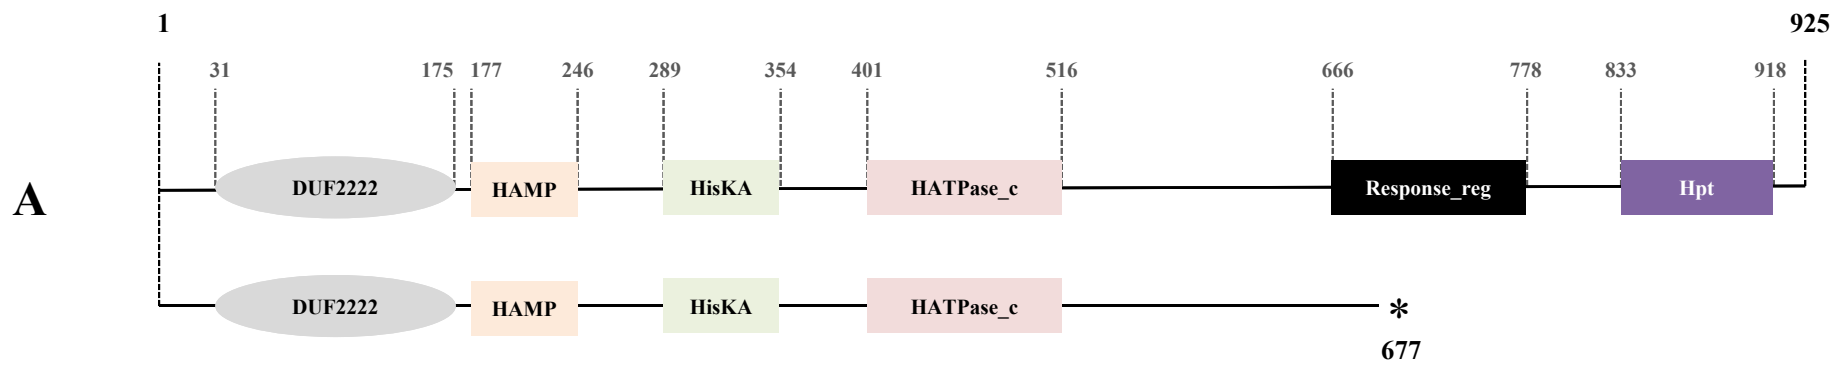 1 925
31 175 177 246 289 354 401 516 666 778 833 918
A
DUF2222 HAMP HisKA HATPase_c Response_reg Hpt
DUF2222 HAMP HisKA HATPase_c *
677